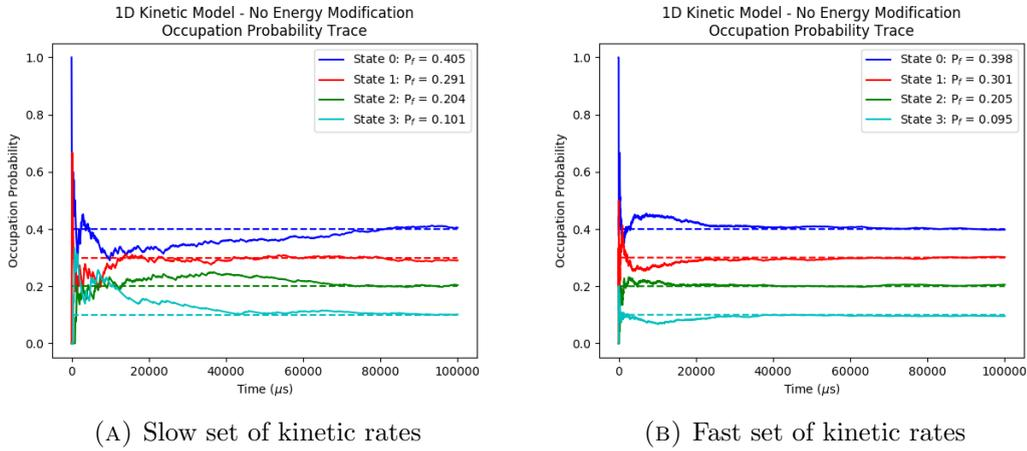 1D Kinetic Model - No Energy Modification
Occupation Probability Trace
State 0: P_f = 0.405
State 1: P_f = 0.291
State 2: P_f = 0.204
State 3: P_f = 0.101
Occupation Probability
1.0
0.8
0.6
0.4
0.2
0.0
0 20000 40000 60000 80000 100000
Time (μs)
(A) Slow set of kinetic rates
1D Kinetic Model - No Energy Modification
Occupation Probability Trace
State 0: P_f = 0.398
State 1: P_f = 0.301
State 2: P_f = 0.205
State 3: P_f = 0.095
Occupation Probability
1.0
0.8
0.6
0.4
0.2
0.0
0 20000 40000 60000 80000 100000
Time (μs)
(B) Fast set of kinetic rates